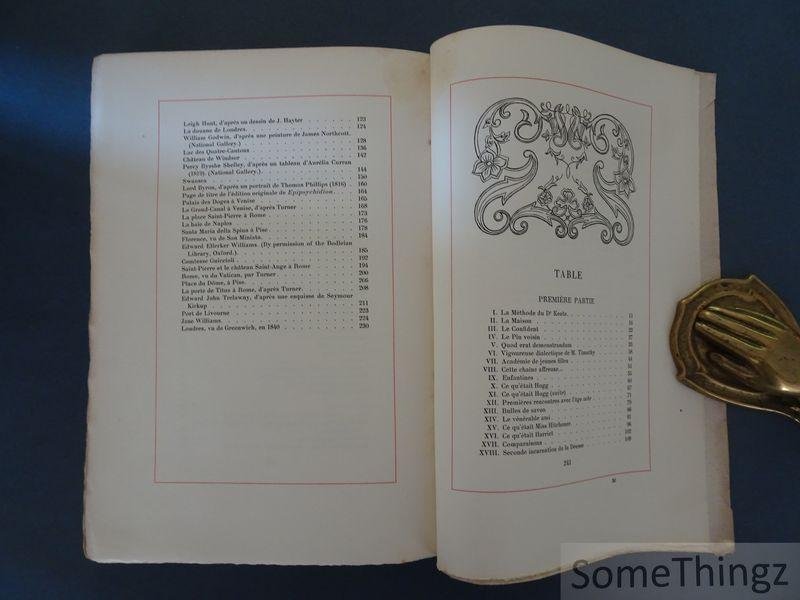 Leigh Hunt, d'après un dessin de J. Hayter . . . . . 123
La douane de Londres. . . . . . 124
William Godwin, d'après une peinture de James Northcott.
(National Gallery.) . . . . . 128
Lac des Quatre-Cantons . . . . . 136
Château de Windsor . . . . . 142
Percy Bysshe Shelley, d'après un tableau d'Aurélia Curran
(1819). (National Gallery.) . . . . . 144
Swansea . . . . . 150
Lord Byron, d'après un portrait de Thomas Phillips (1816) . 160
Page de titre de l'édition originale de Epipsychidion . . . 164
Palais des Doges à Venise . . . . . 165
Le Grand-Canal à Venise, d'après Turner . . . . . 168
La place Saint-Pierre à Rome . . . . . 173
La baie de Naples . . . . . 176
Santa Maria della Spina à Pise . . . . . 178
Florence, vu de San Miniato. . . . . . 184
Edward Ellerker Williams. (By permission of the Bodleian
Library, Oxford.) . . . . . 185
Comtesse Guiccioli . . . . . 192
Saint-Pierre et le château Saint-Ange à Rome . . . . . 194
Rome, vu du Vatican, par Turner . . . . . 200
Place du Dôme, à Pise. . . . . . 206
La porte de Titus à Rome, d'après Turner. . . . . . 208
Edward John Trelawny, d'après une esquisse de Seymour
Kirkup . . . . . 211
Port de Livourne . . . . . 223
Jane Williams. . . . . . 224
Londres, vu de Greenwich, en 1840 . . . . . 230
TABLE
PREMIÈRE PARTIE
I. La Méthode du Dr Keate . . . . . 11
II. La Maison . . . . .
III. Le Confident . . . . . 22
IV. Le Pin voisin . . . . . 27
V. Quod erat demonstrandum . . . . .
VI. Vigoureuse dialectique de M. Timothy . . . . .
VII. Académie de jeunes filles . . . . .
VIII. Cette chaîne affreuse... . . . . .
IX. Enfantines . . . . .
X. Ce qu'était Hogg . . . . .
XI. Ce qu'était Hogg (suite) . . . . . 71
XII. Premières rencontres avec l'âge mûr . . . . .
XIII. Bulles de savon . . . . .
XIV. Le vénérable ami . . . . .
XV. Ce qu'était Miss Hitchener . . . . .
XVI. Ce qu'était Harriet . . . . . 102
XVII. Comparaisons . . . . . 109
XVIII. Seconde incarnation de la Déesse
241
SomeThingz